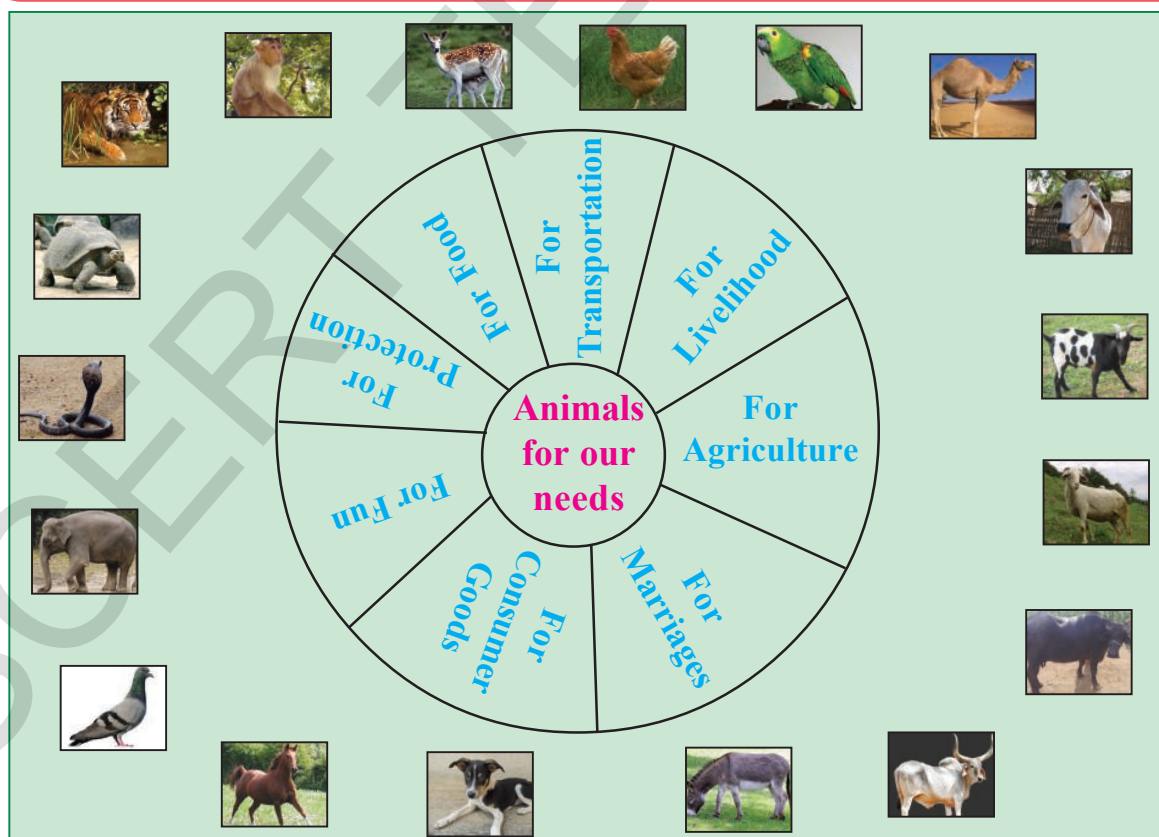 For
Transportation
For
Livelihood
For
Agriculture
For
Marriages
For
Consumer
Goods
For Fun
For
Protection
For Food
Animals
for our
needs